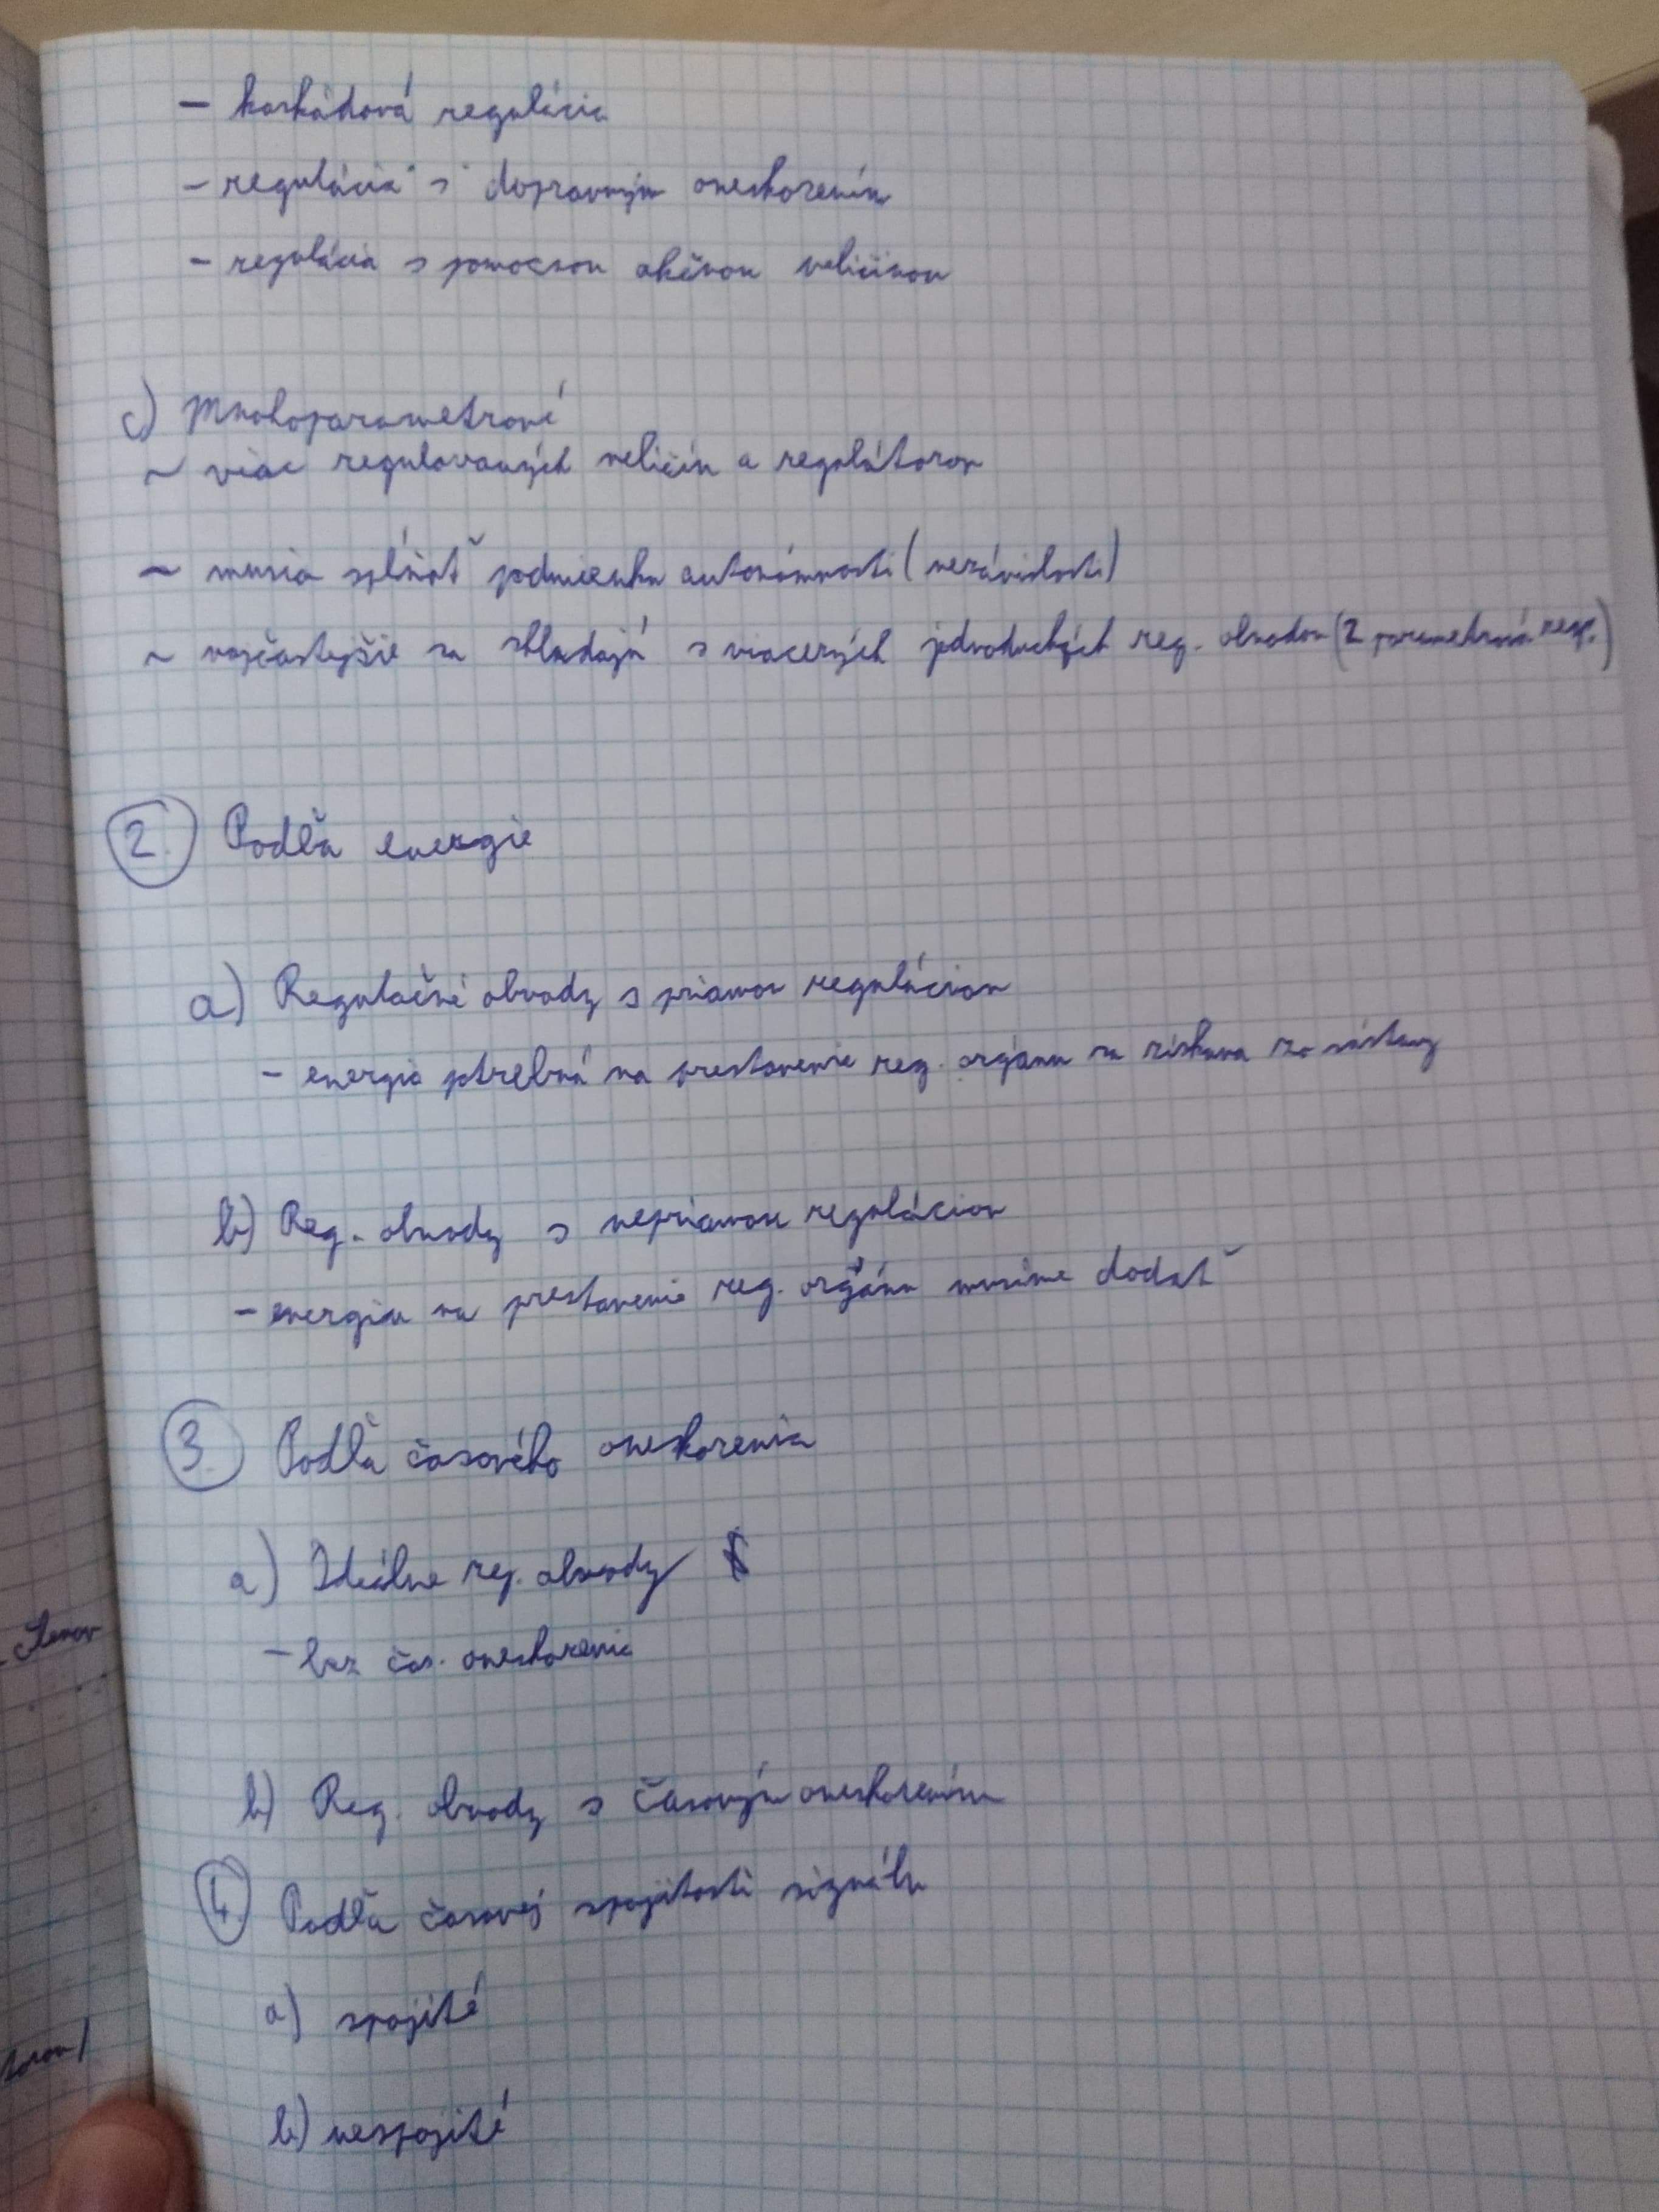 - kaskádová regulácia
- regulácia s dopravným oneskorením
- regulácia s pomocnou akčnou veličinou
c) Mnohoparametrové
~ viac regulovaných veličín a regulátorov
~ musia splňať podmienku autonómnosti (nezávislosti)
~ najčastejšie sa skladajú s viacerých jednoduchých reg. obvodov (2 parametrová
2. Podľa energie
a) Regulačné obvody s priamou reguláciou
- energia potrebná na prestavenie reg. orgánu sa získava zo sústavy
b) Reg. obvody s nepriamou reguláciou
- energiu na prestavenie reg. orgánu musíme dodať
3. Podľa časového oneskorenia
a) Ideálne reg. obvody
- bez čas. oneskorenia
b) Reg. obvody s časovým oneskorením
4. Podľa časovej spojitosti signálu
a) spojité
b) nespojité